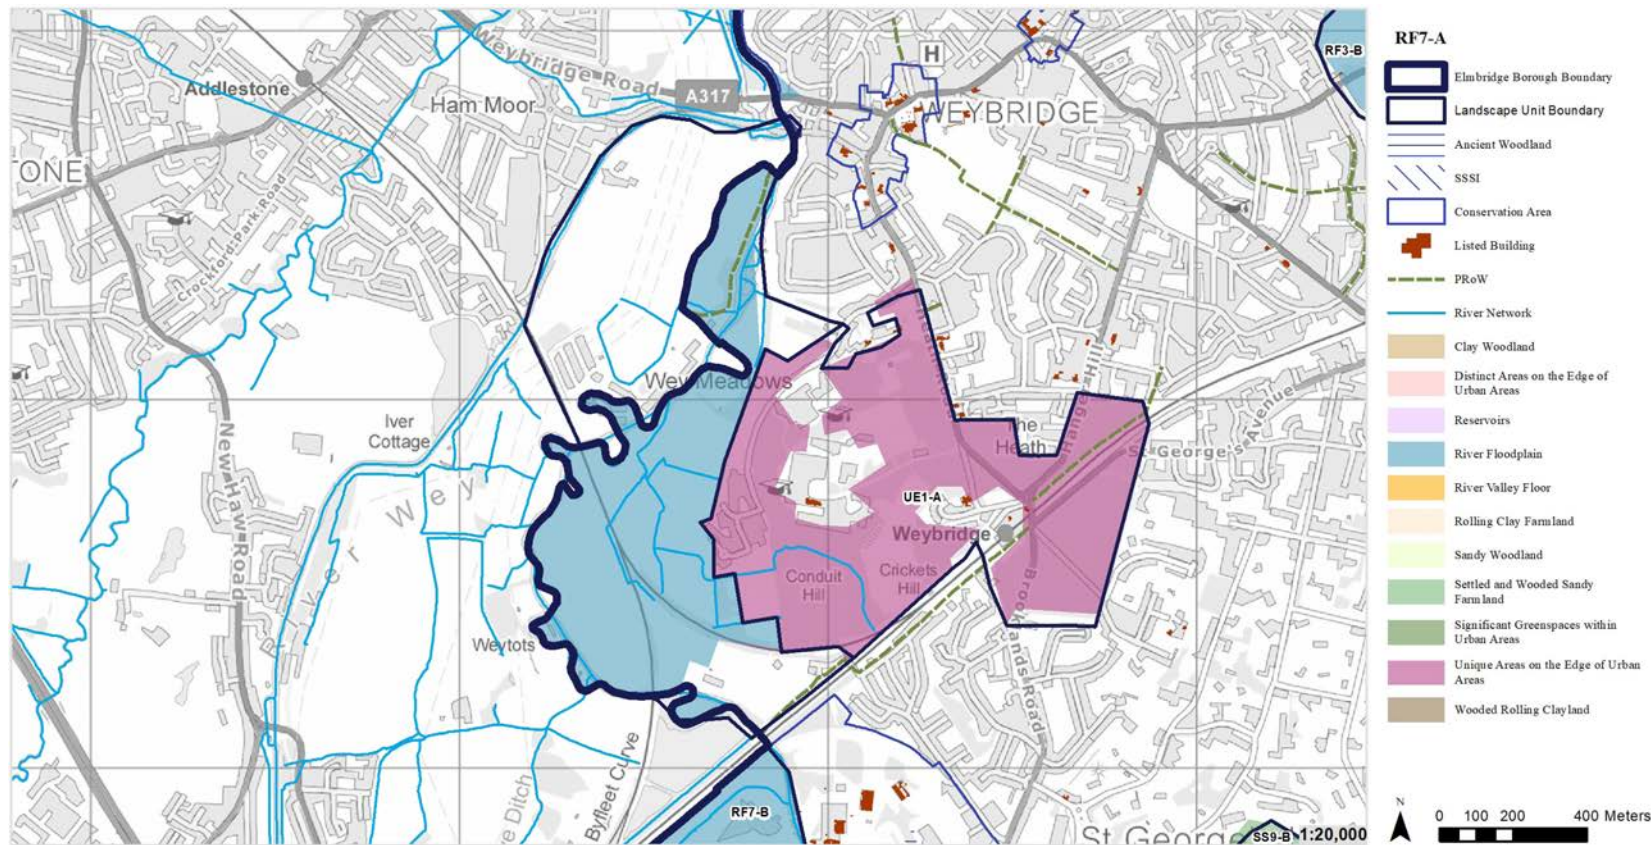 RF7-A
Elmbridge Borough Boundary
Landscape Unit Boundary
Ancient Woodland
SSSI
Conservation Area
Listed Building
PRoW
River Network
Clay Woodland
Distinct Areas on the Edge of
Urban Areas
Reservoirs
River Floodplain
River Valley Floor
Rolling Clay Farmland
Sandy Woodland
Settled and Wooded Sandy
Farmland
Significant Greenspaces within
Urban Areas
Unique Areas on the Edge of Urban
Areas
Wooded Rolling Clayland
N
0 100 200 400 Meters
1:20,000
Weybridge Road
A317
H
RF3-B
Addlestone
Ham Moor
WEYBRIDGE
TONE
Crockford Park Road
Wey Meadows
Iver
Cottage
The
Heath
Hanger Hill
St George's Avenue
New Haw Road
River Wey
UE1-A
Weybridge
Conduit
Hill
Crickets
Hill
Brooklands Road
Weytots
Byfleet Curve
e Ditch
RF7-B
St George
SS9-B